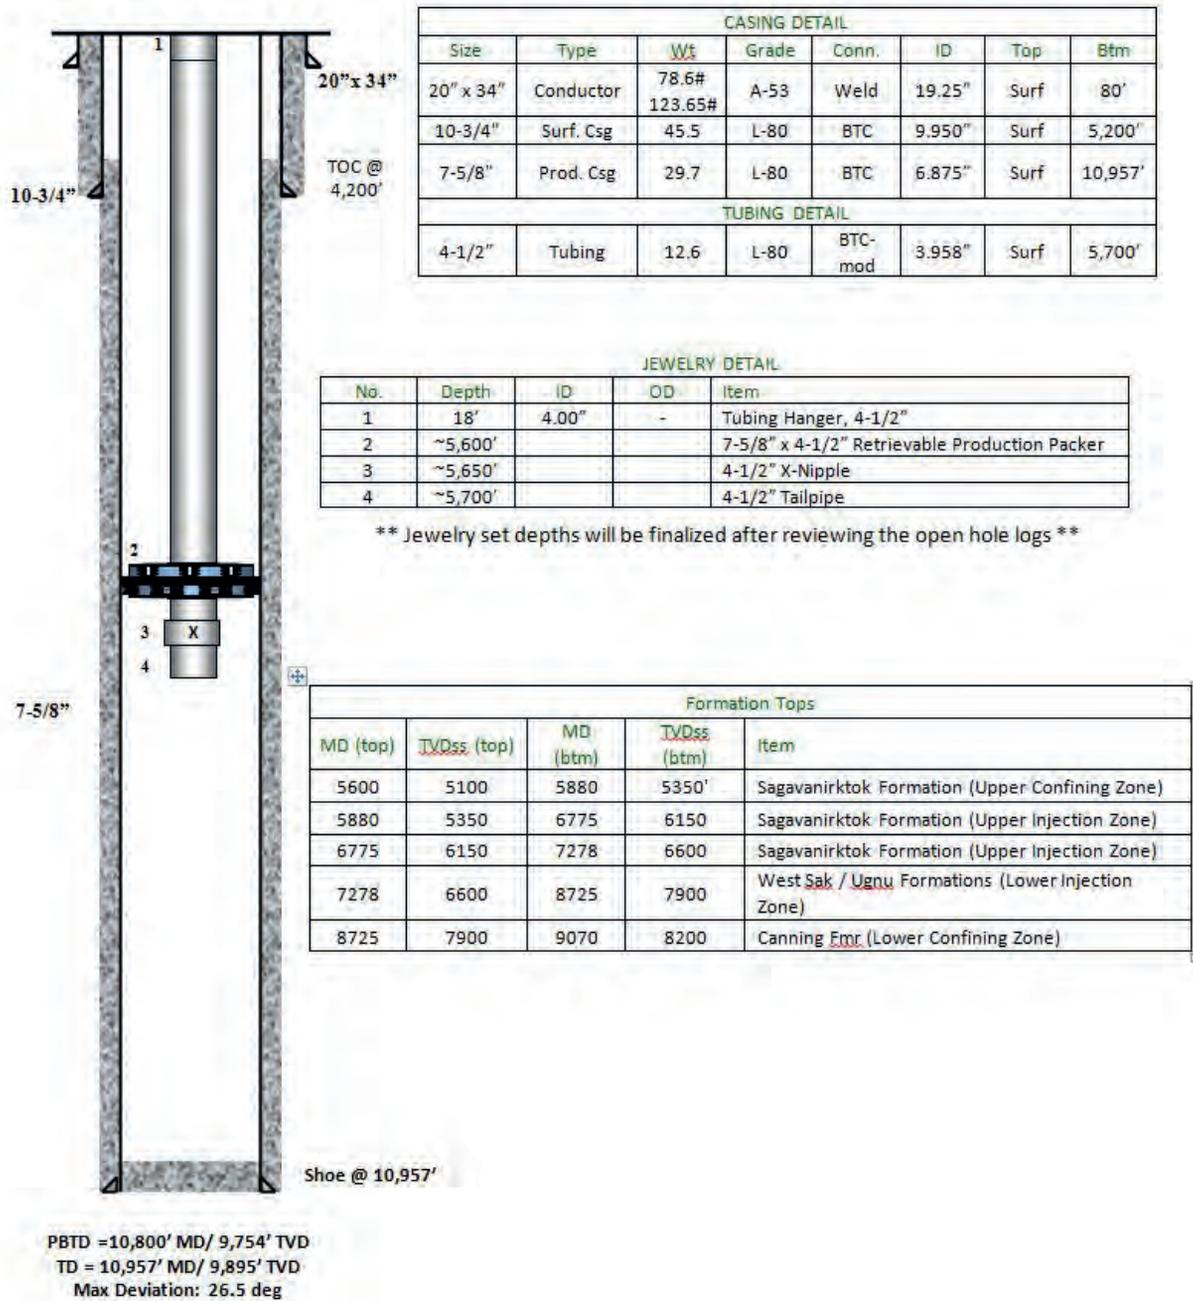 1
20"x 34"
TOC @
4,200'
10-3/4"
2
3 X
4
7-5/8"
Shoe @ 10,957'
PBTD =10,800' MD/ 9,754' TVD
TD = 10,957' MD/ 9,895' TVD
Max Deviation: 26.5 deg
CASING DETAIL
Size Type Wt Grade Conn. ID Top Btm
20" x 34" Conductor 78.6# 123.65# A-53 Weld 19.25" Surf 80'
10-3/4" Surf. Csg 45.5 L-80 BTC 9.950" Surf 5,200'
7-5/8" Prod. Csg 29.7 L-80 BTC 6.875" Surf 10,957'
TUBING DETAIL
4-1/2" Tubing 12.6 L-80 BTC-mod 3.958" Surf 5,700'
JEWELRY DETAIL
No. Depth ID OD Item
1 18' 4.00" - Tubing Hanger, 4-1/2"
2 ~5,600' 7-5/8" x 4-1/2" Retrievable Production Packer
3 ~5,650' 4-1/2" X-Nipple
4 ~5,700' 4-1/2" Tailpipe
** Jewelry set depths will be finalized after reviewing the open hole logs **
Formation Tops
MD (top) TVDss (top) MD (btm) TVDss (btm) Item
5600 5100 5880 5350' Sagavanirktok Formation (Upper Confining Zone)
5880 5350 6775 6150 Sagavanirktok Formation (Upper Injection Zone)
6775 6150 7278 6600 Sagavanirktok Formation (Upper Injection Zone)
7278 6600 8725 7900 West Sak / Ugnu Formations (Lower Injection Zone)
8725 7900 9070 8200 Canning Fmr (Lower Confining Zone)